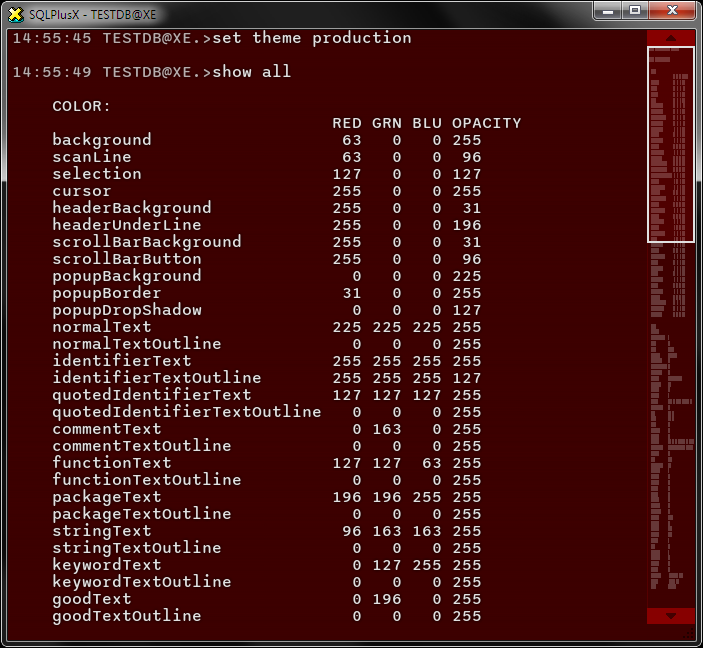 SQLPlusX - TESTDB@XE
14:55:45 TESTDB@XE.>set theme production
14:55:49 TESTDB@XE.>show all
COLOR:
RED GRN BLU OPACITY
background 63 0 0 255
scanLine 63 0 0 96
selection 127 0 0 127
cursor 255 0 0 255
headerBackground 255 0 0 31
headerUnderLine 255 0 0 196
scrollBarBackground 255 0 0 31
scrollBarButton 255 0 0 96
popupBackground 0 0 0 225
popupBorder 31 0 0 255
popupDropShadow 0 0 0 127
normalText 225 225 225 255
normalTextOutline 0 0 0 255
identifierText 255 255 255 255
identifierTextOutline 255 255 255 127
quotedIdentifierText 127 127 127 255
quotedIdentifierTextOutline 0 0 0 255
commentText 0 163 0 255
commentTextOutline 0 0 0 255
functionText 127 127 63 255
functionTextOutline 0 0 0 255
packageText 196 196 255 255
packageTextOutline 0 0 0 255
stringText 96 163 163 255
stringTextOutline 0 0 0 255
keywordText 0 127 255 255
keywordTextOutline 0 0 0 255
goodText 0 196 0 255
goodTextOutline 0 0 0 255